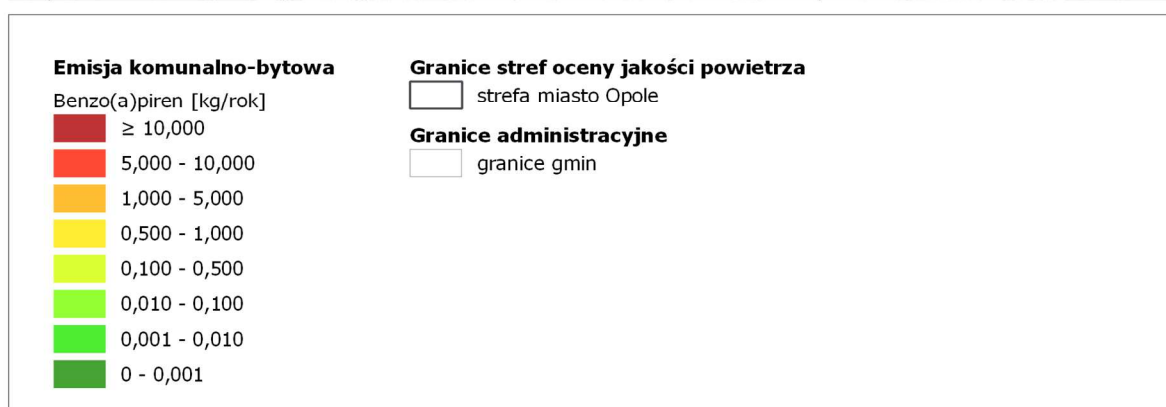 Emisja komunalno-bytowa
Benzo(a)piren [kg/rok]
≥ 10,000
5,000 - 10,000
1,000 - 5,000
0,500 - 1,000
0,100 - 0,500
0,010 - 0,100
0,001 - 0,010
0 - 0,001
Granice stref oceny jakości powietrza
strefa miasto Opole
Granice administracyjne
granice gmin